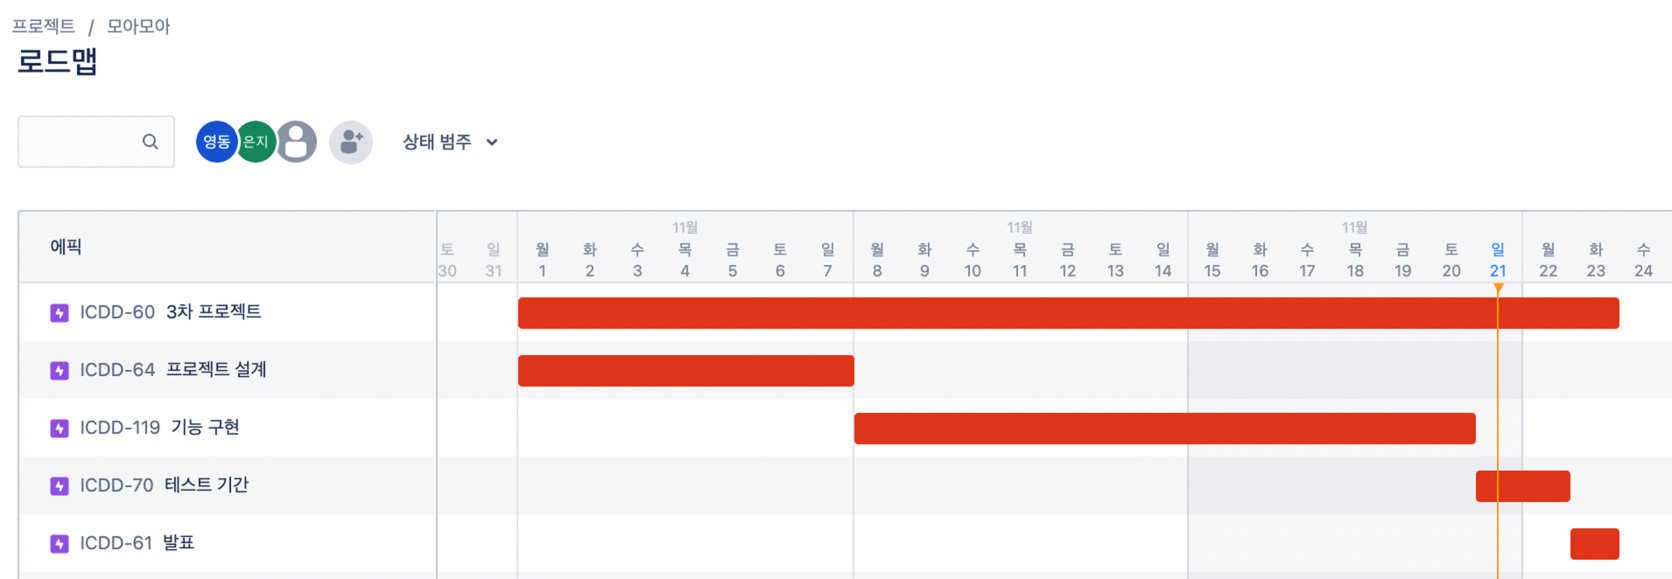 프로젝트 / 모아모아
로드맵
영동 은지 상태 범주
에픽
11월 11월 11월
토 일 월 화 수 목 금 토 일 월 화 수 목 금 토 일 월 화 수 목 금 토 일 월 화 수
30 31 1 2 3 4 5 6 7 8 9 10 11 12 13 14 15 16 17 18 19 20 21 22 23 24
ICDD-60 3차 프로젝트
ICDD-64 프로젝트 설계
ICDD-119 기능 구현
ICDD-70 테스트 기간
ICDD-61 발표